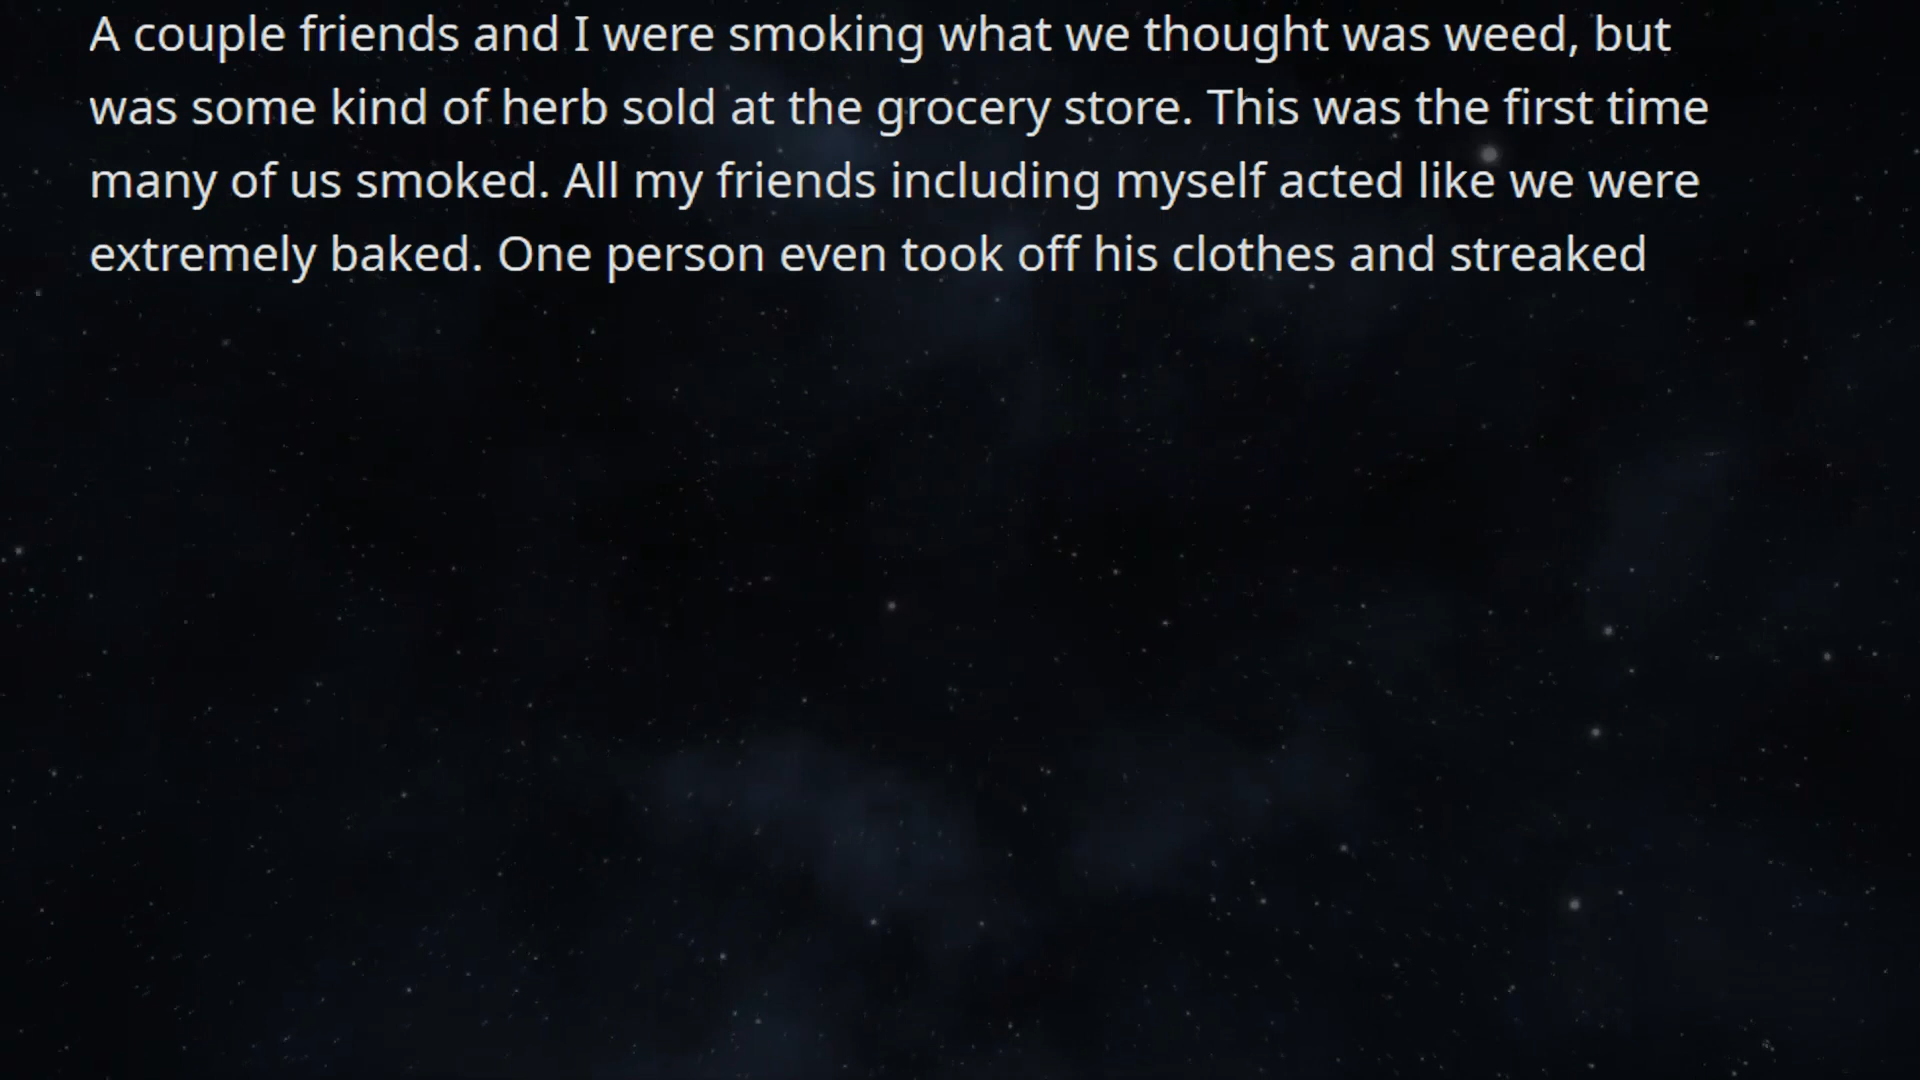 A couple friends and I were smoking what we thought was weed, but
was some kind of herb sold at the grocery store. This was the first time
many of us smoked. All my friends including myself acted like we were
extremely baked. One person even took off his clothes and streaked